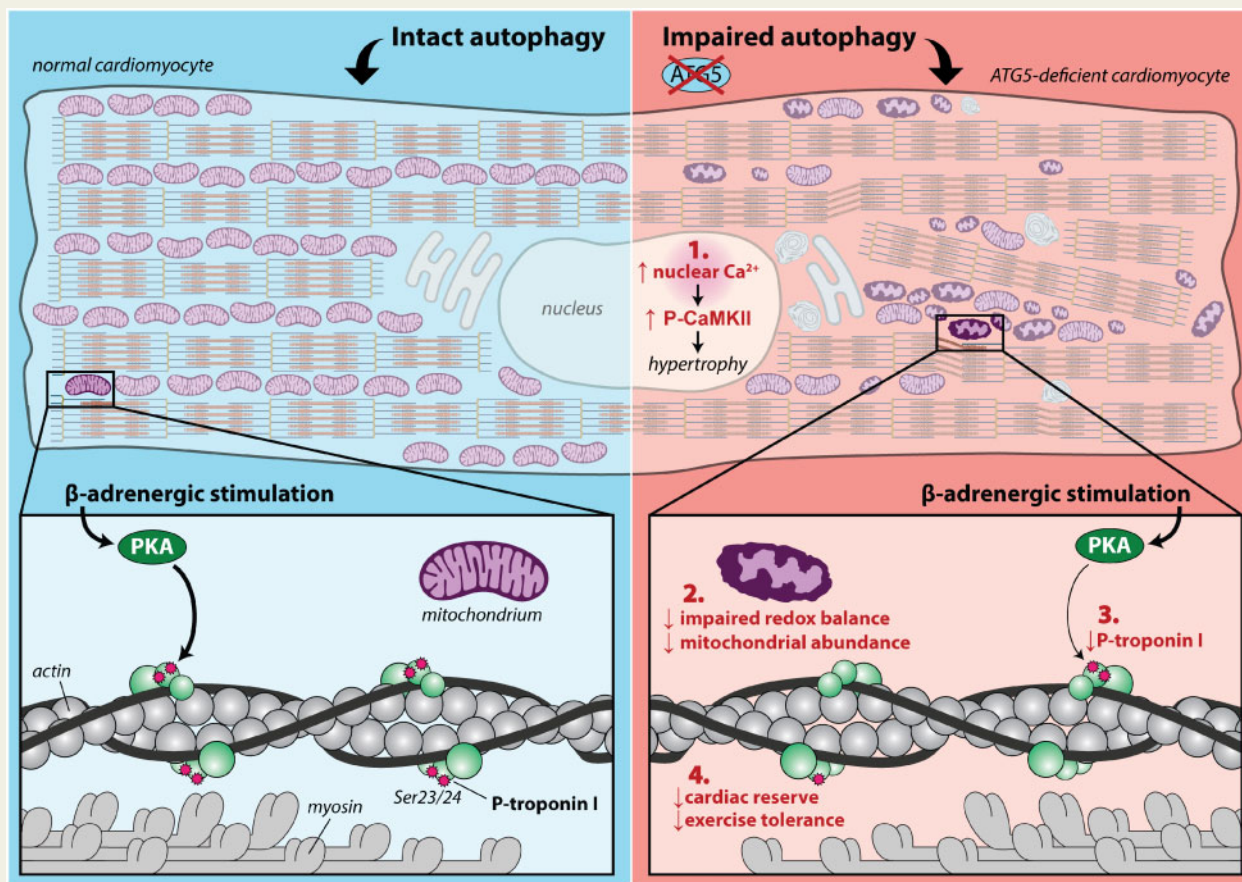 Intact autophagy
normal cardiomyocyte
Impaired autophagy
ATG5
ATG5-deficient cardiomyocyte
nucleus
1.
↑ nuclear Ca²⁺
↑ P-CaMKII
hypertrophy
β-adrenergic stimulation
PKA
mitochondrium
actin
myosin
Ser23/24
P-troponin I
β-adrenergic stimulation
PKA
2.
↓ impaired redox balance
↓ mitochondrial abundance
3.
↓P-troponin I
4.
↓cardiac reserve
↓exercise tolerance